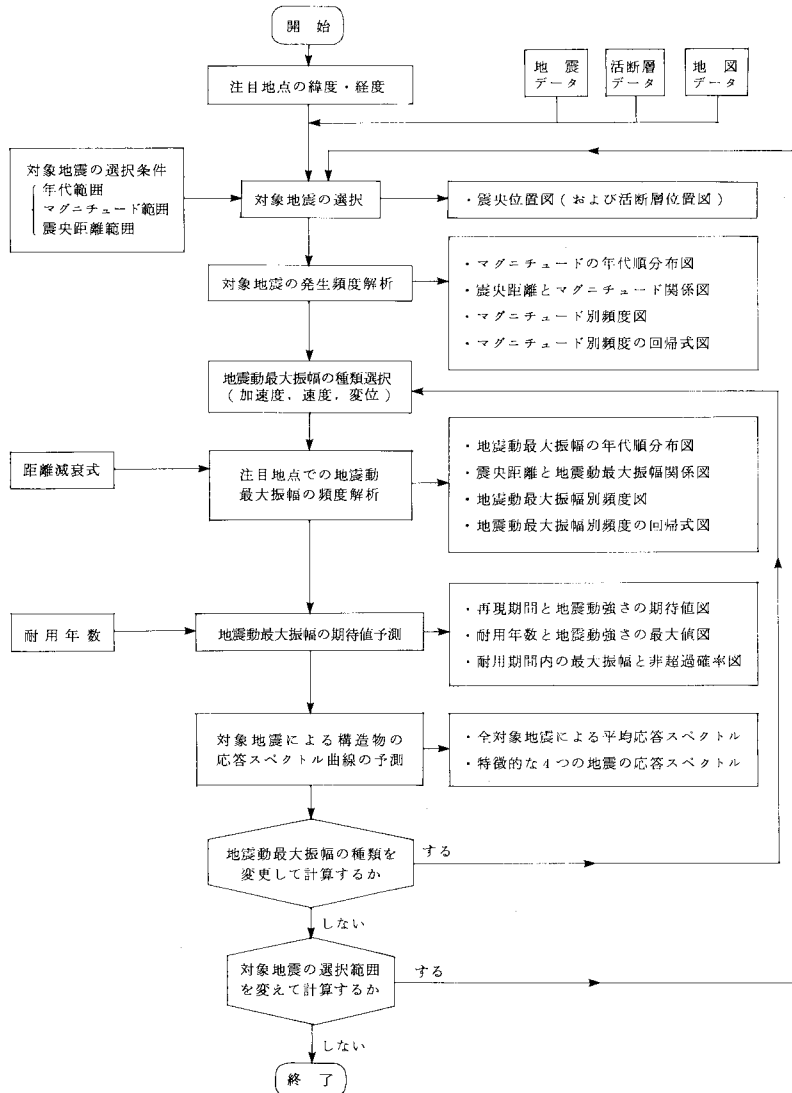 開始
注目地点の緯度・経度
地震
データ
活断層
データ
地図
データ
対象地震の選択条件
年代範囲
マグニチュード範囲
震央距離範囲
対象地震の選択
・震央位置図(および活断層位置図)
対象地震の発生頻度解析
・マグニチュードの年代順分布図
・震央距離とマグニチュード関係図
・マグニチュード別頻度図
・マグニチュード別頻度の回帰式図
地震動最大振幅の種類選択
(加速度,速度,変位)
距離減衰式
注目地点での地震動
最大振幅の頻度解析
・地震動最大振幅の年代順分布図
・震央距離と地震動最大振幅関係図
・地震動最大振幅別頻度図
・地震動最大振幅別頻度の回帰式図
耐用年数
地震動最大振幅の期待値予測
・再現期間と地震動強さの期待値図
・耐用年数と地震動強さの最大値図
・耐用期間内の最大振幅と非超過確率図
対象地震による構造物の
応答スペクトル曲線の予測
・全対象地震による平均応答スペクトル
・特徴的な4つの地震の応答スペクトル
地震動最大振幅の種類を
変更して計算するか
する
しない
対象地震の選択範囲
を変えて計算するか
する
しない
終了